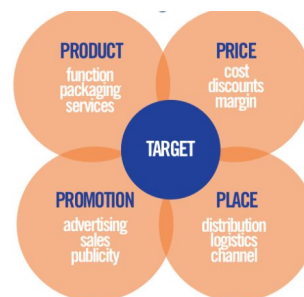 PRODUCT
function
packaging
services
PRICE
cost
discounts
margin
TARGET
PROMOTION
advertising
sales
publicity
PLACE
distribution
logistics
channel